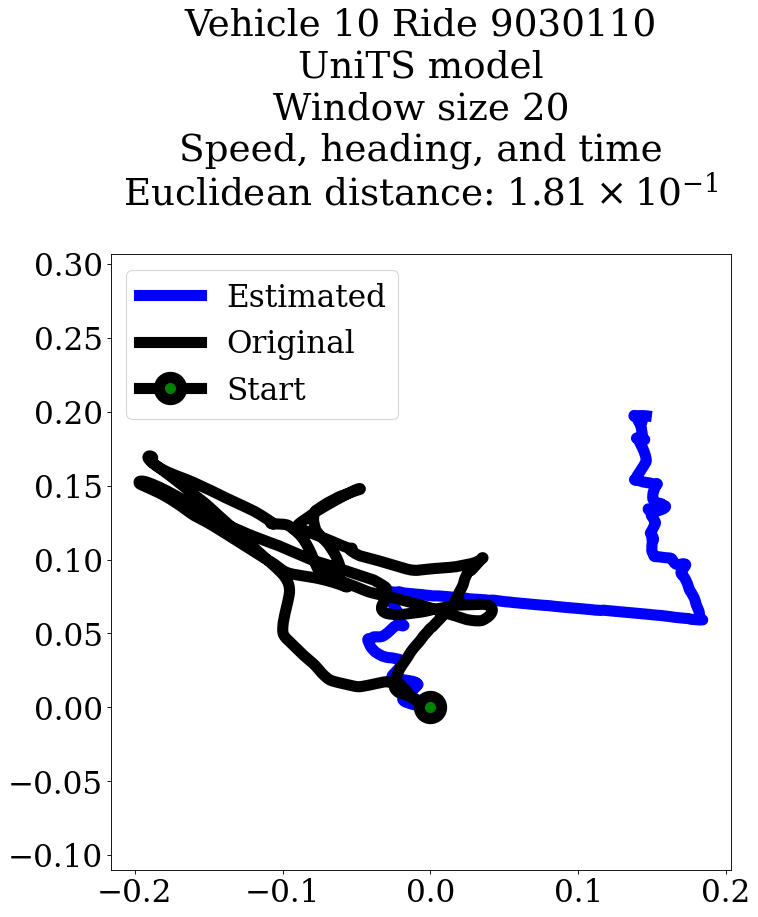 Vehicle 10 Ride 9030110
UniTS model
Window size 20
Speed, heading, and time
Euclidean distance: 1.81 × 10⁻¹
0.30
0.25
0.20
0.15
0.10
0.05
0.00
−0.05
−0.10
Estimated
Original
Start
−0.2 −0.1 0.0 0.1 0.2